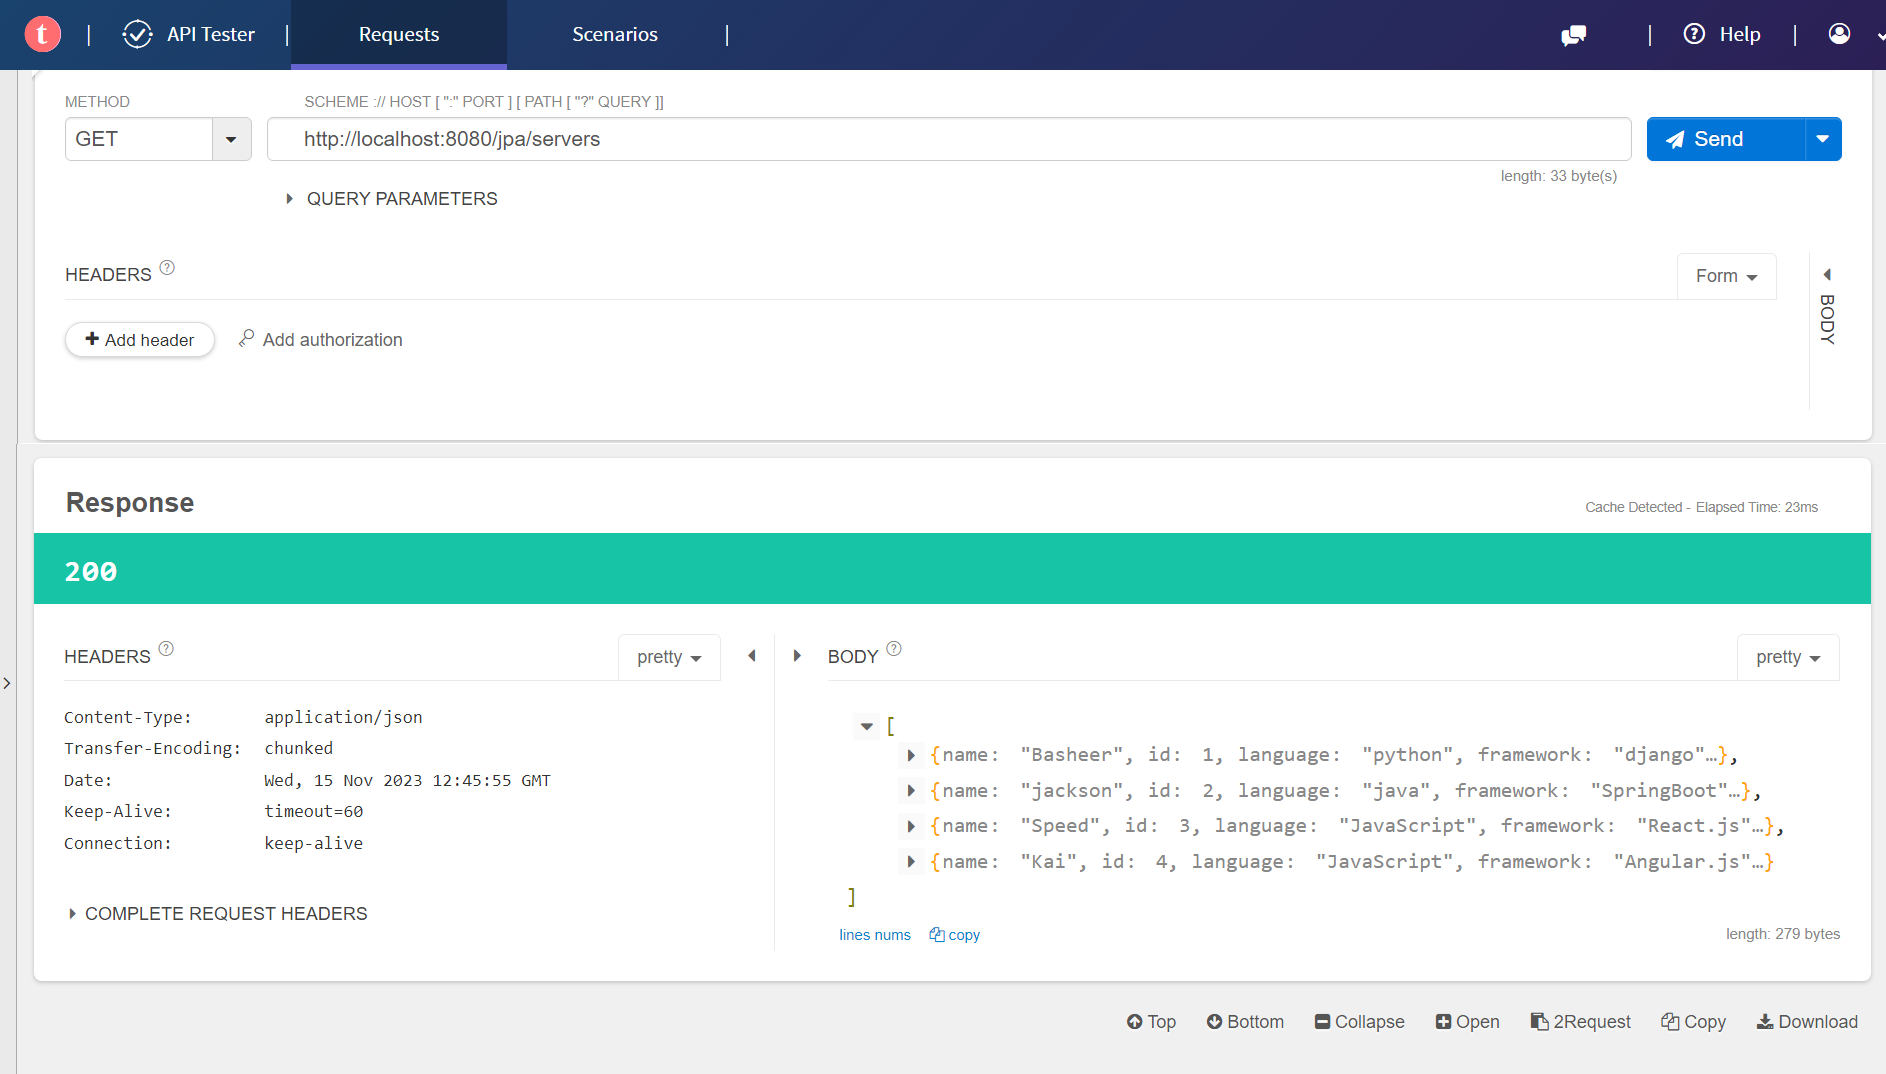 t | API Tester | Requests Scenarios | | Help |
METHOD SCHEME :// HOST [ ":" PORT ] [ PATH [ "?" QUERY ]]
GET http://localhost:8080/jpa/servers Send
length: 33 byte(s)
QUERY PARAMETERS
HEADERS ? Form
BODY
+ Add header Add authorization
Response Cache Detected - Elapsed Time: 23ms
200
HEADERS ? pretty BODY ? pretty
Content-Type: application/json
Transfer-Encoding: chunked
Date: Wed, 15 Nov 2023 12:45:55 GMT
Keep-Alive: timeout=60
Connection: keep-alive
COMPLETE REQUEST HEADERS
[
{name: "Basheer", id: 1, language: "python", framework: "django"…},
{name: "jackson", id: 2, language: "java", framework: "SpringBoot"…},
{name: "Speed", id: 3, language: "JavaScript", framework: "React.js"…},
{name: "Kai", id: 4, language: "JavaScript", framework: "Angular.js"…}
]
lines nums copy length: 279 bytes
Top Bottom Collapse Open 2Request Copy Download